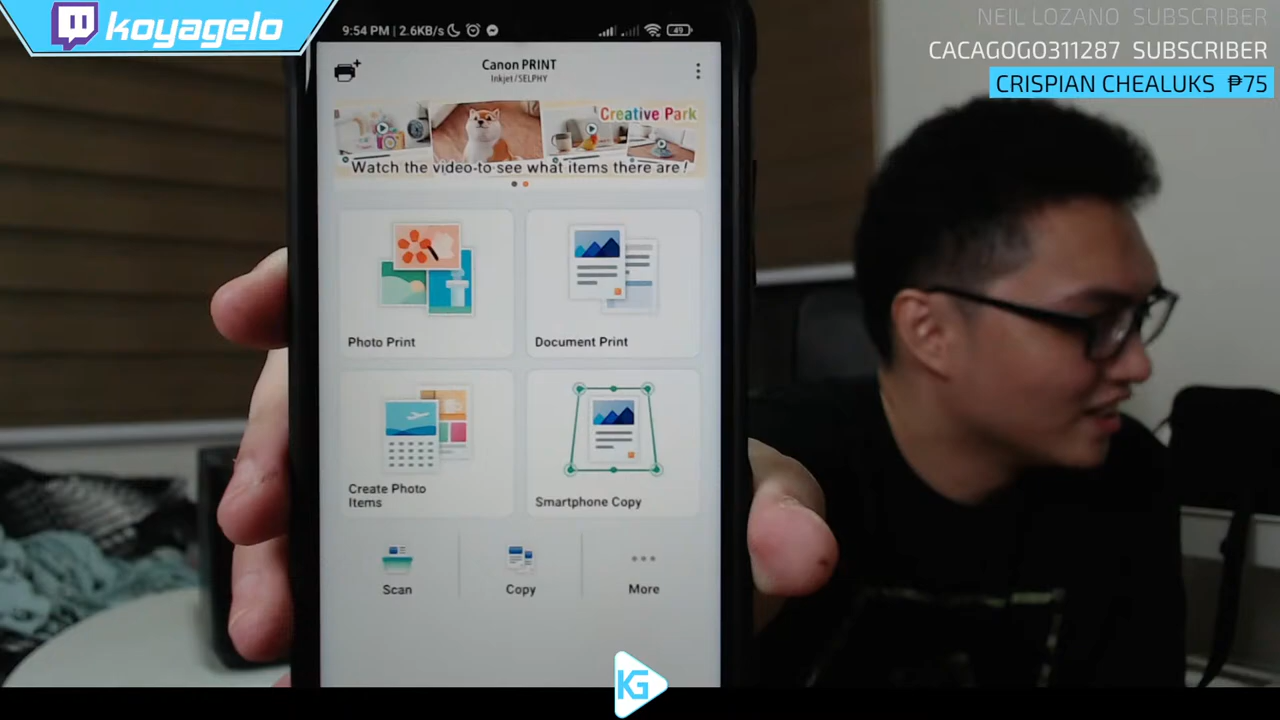 koyagelo
NEIL LOZANO SUBSCRIBER
CACAGOGO311287 SUBSCRIBER
CRISPIAN CHEALUKS ₱75
9:54 PM | 2.6KB/s
49
Canon PRINT
Inkjet/SELPHY
Creative Park
Watch the video to see what items there are!
Photo Print
Document Print
Create Photo
Items
Smartphone Copy
Scan
Copy
More
KG